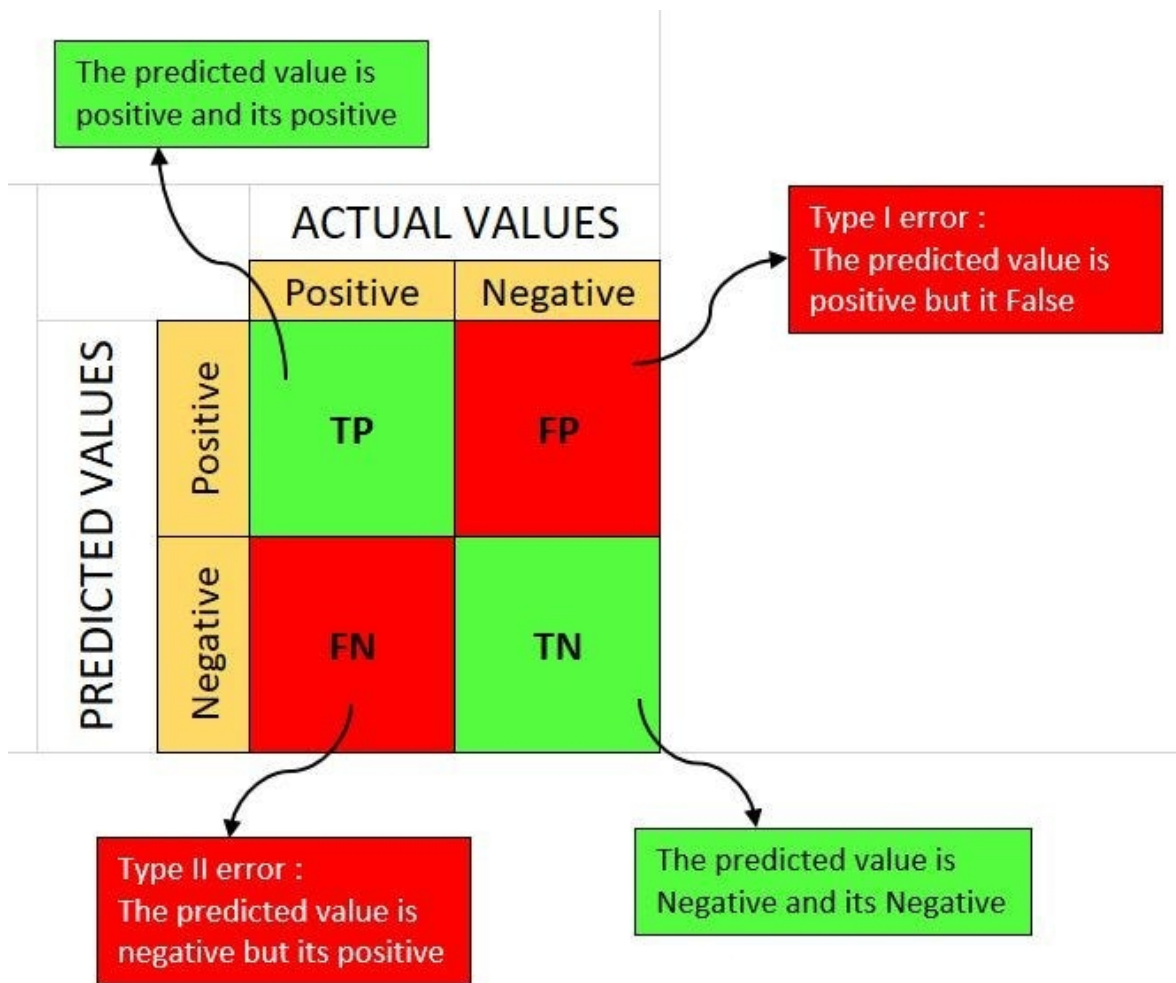 The predicted value is
positive and its positive
ACTUAL VALUES
Positive
Negative
Type I error :
The predicted value is
positive but it False
PREDICTED VALUES
Positive
TP
FP
Negative
FN
TN
Type II error :
The predicted value is
negative but its positive
The predicted value is
Negative and its Negative